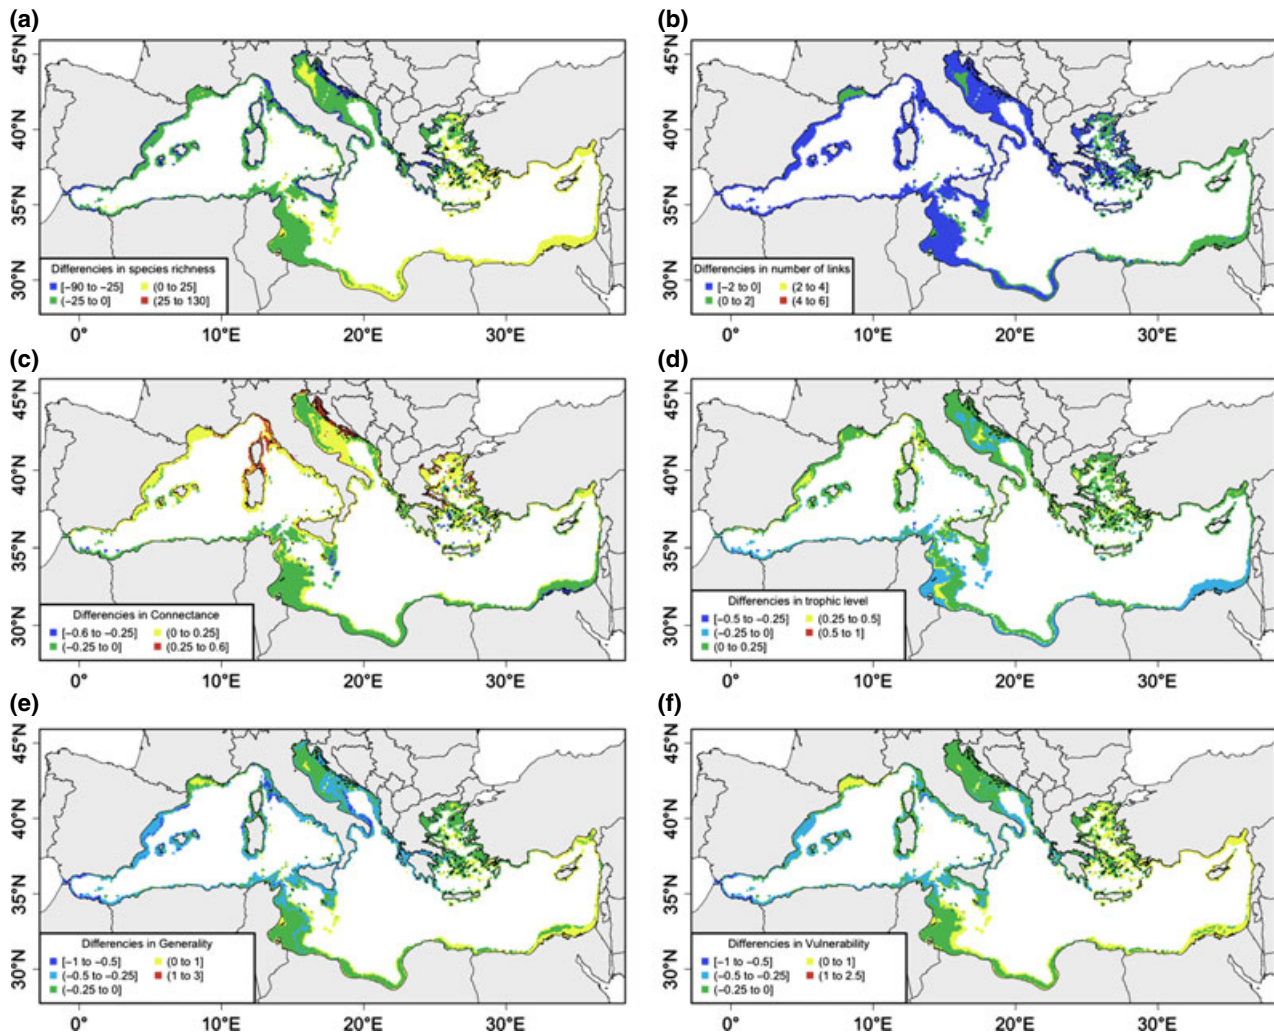 (a)
45°N
40°N
35°N
30°N
Differencies in species richness
[−90 to −25]
(0 to 25]
(−25 to 0]
(25 to 130]
0°
10°E
20°E
30°E
(b)
45°N
40°N
35°N
30°N
Differencies in number of links
[−2 to 0]
(2 to 4]
(0 to 2]
(4 to 6]
0°
10°E
20°E
30°E
(c)
45°N
40°N
35°N
30°N
Differencies in Connectance
[−0.6 to −0.25]
(0 to 0.25]
(−0.25 to 0]
(0.25 to 0.6]
0°
10°E
20°E
30°E
(d)
45°N
40°N
35°N
30°N
Differencies in trophic level
[−0.5 to −0.25]
(0.25 to 0.5]
(−0.25 to 0]
(0.5 to 1]
(0 to 0.25]
0°
10°E
20°E
30°E
(e)
45°N
40°N
35°N
30°N
Differencies in Generality
[−1 to −0.5]
(0 to 1]
(−0.5 to −0.25]
(1 to 3]
(−0.25 to 0]
0°
10°E
20°E
30°E
(f)
45°N
40°N
35°N
30°N
Differencies in Vulnerability
[−1 to −0.5]
(0 to 1]
(−0.5 to −0.25]
(1 to 2.5]
(−0.25 to 0]
0°
10°E
20°E
30°E